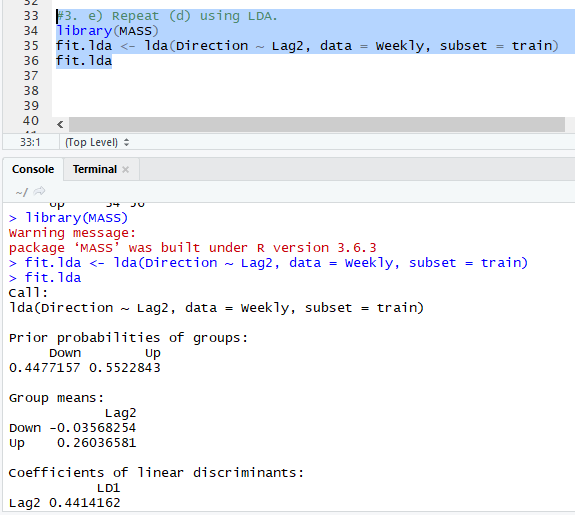 32
33 #3. e) Repeat (d) using LDA.
34 library(MASS)
35 fit.lda <- lda(Direction ~ Lag2, data = Weekly, subset = train)
36 fit.lda
37
38
39
40
33:1 (Top Level)
Console Terminal ×
~/
Up 34 56
> library(MASS)
Warning message:
package ‘MASS’ was built under R version 3.6.3
> fit.lda <- lda(Direction ~ Lag2, data = Weekly, subset = train)
> fit.lda
Call:
lda(Direction ~ Lag2, data = Weekly, subset = train)
Prior probabilities of groups:
Down Up
0.4477157 0.5522843
Group means:
Lag2
Down -0.03568254
Up 0.26036581
Coefficients of linear discriminants:
LD1
Lag2 0.4414162